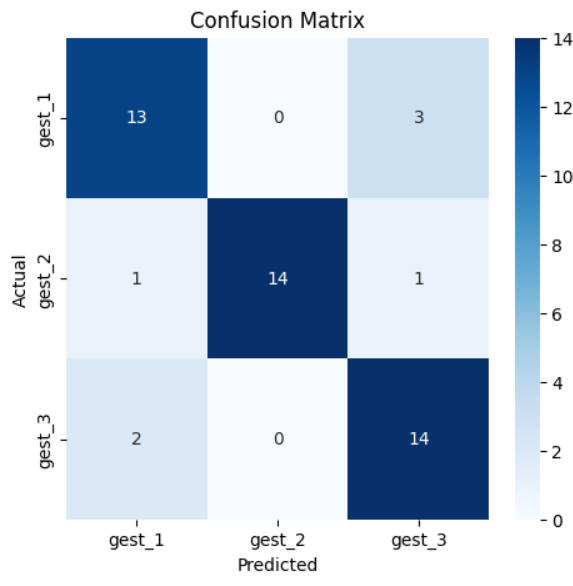 Confusion Matrix
gest_1
13 0 3
gest_2
1 14 1
gest_3
2 0 14
Actual
gest_1 gest_2 gest_3
Predicted
14
12
10
8
6
4
2
0